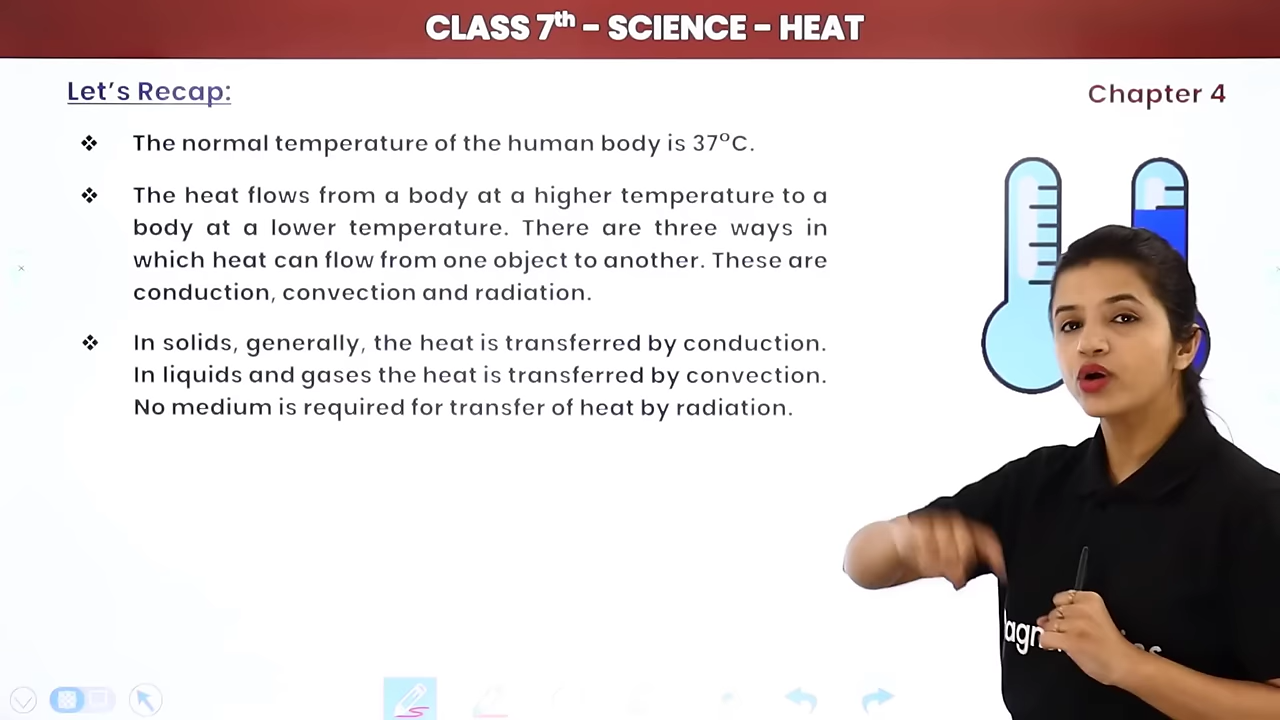 CLASS 7th - SCIENCE - HEAT
Let's Recap:
Chapter 4
❖ The normal temperature of the human body is 37°C.
❖ The heat flows from a body at a higher temperature to a
body at a lower temperature. There are three ways in
which heat can flow from one object to another. These are
conduction, convection and radiation.
❖ In solids, generally, the heat is transferred by conduction.
In liquids and gases the heat is transferred by convection.
No medium is required for transfer of heat by radiation.